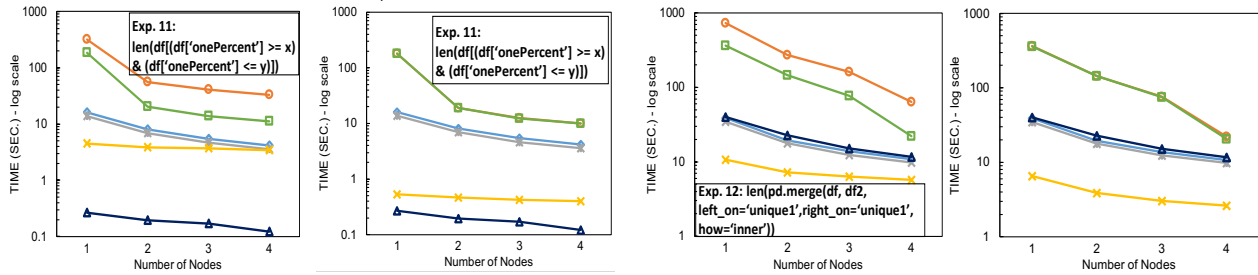 1000
100
10
1
0.1
TIME (SEC.) - log scale
Exp. 11:
len(df[(df['onePercent'] >= x)
& (df['onePercent'] <= y)])
1 2 3 4
Number of Nodes
1000
100
10
1
0.1
TIME (SEC.) - log scale
Exp. 11:
len(df[(df['onePercent'] >= x)
& (df['onePercent'] <= y)])
1 2 3 4
Number of Nodes
1000
100
10
1
TIME (SEC.) - log scale
Exp. 12: len(pd.merge(df, df2,
left_on='unique1',right_on='unique1',
how='inner'))
1 2 3 4
Number of Nodes
1000
100
10
1
TIME (SEC.) - log scale
1 2 3 4
Number of Nodes